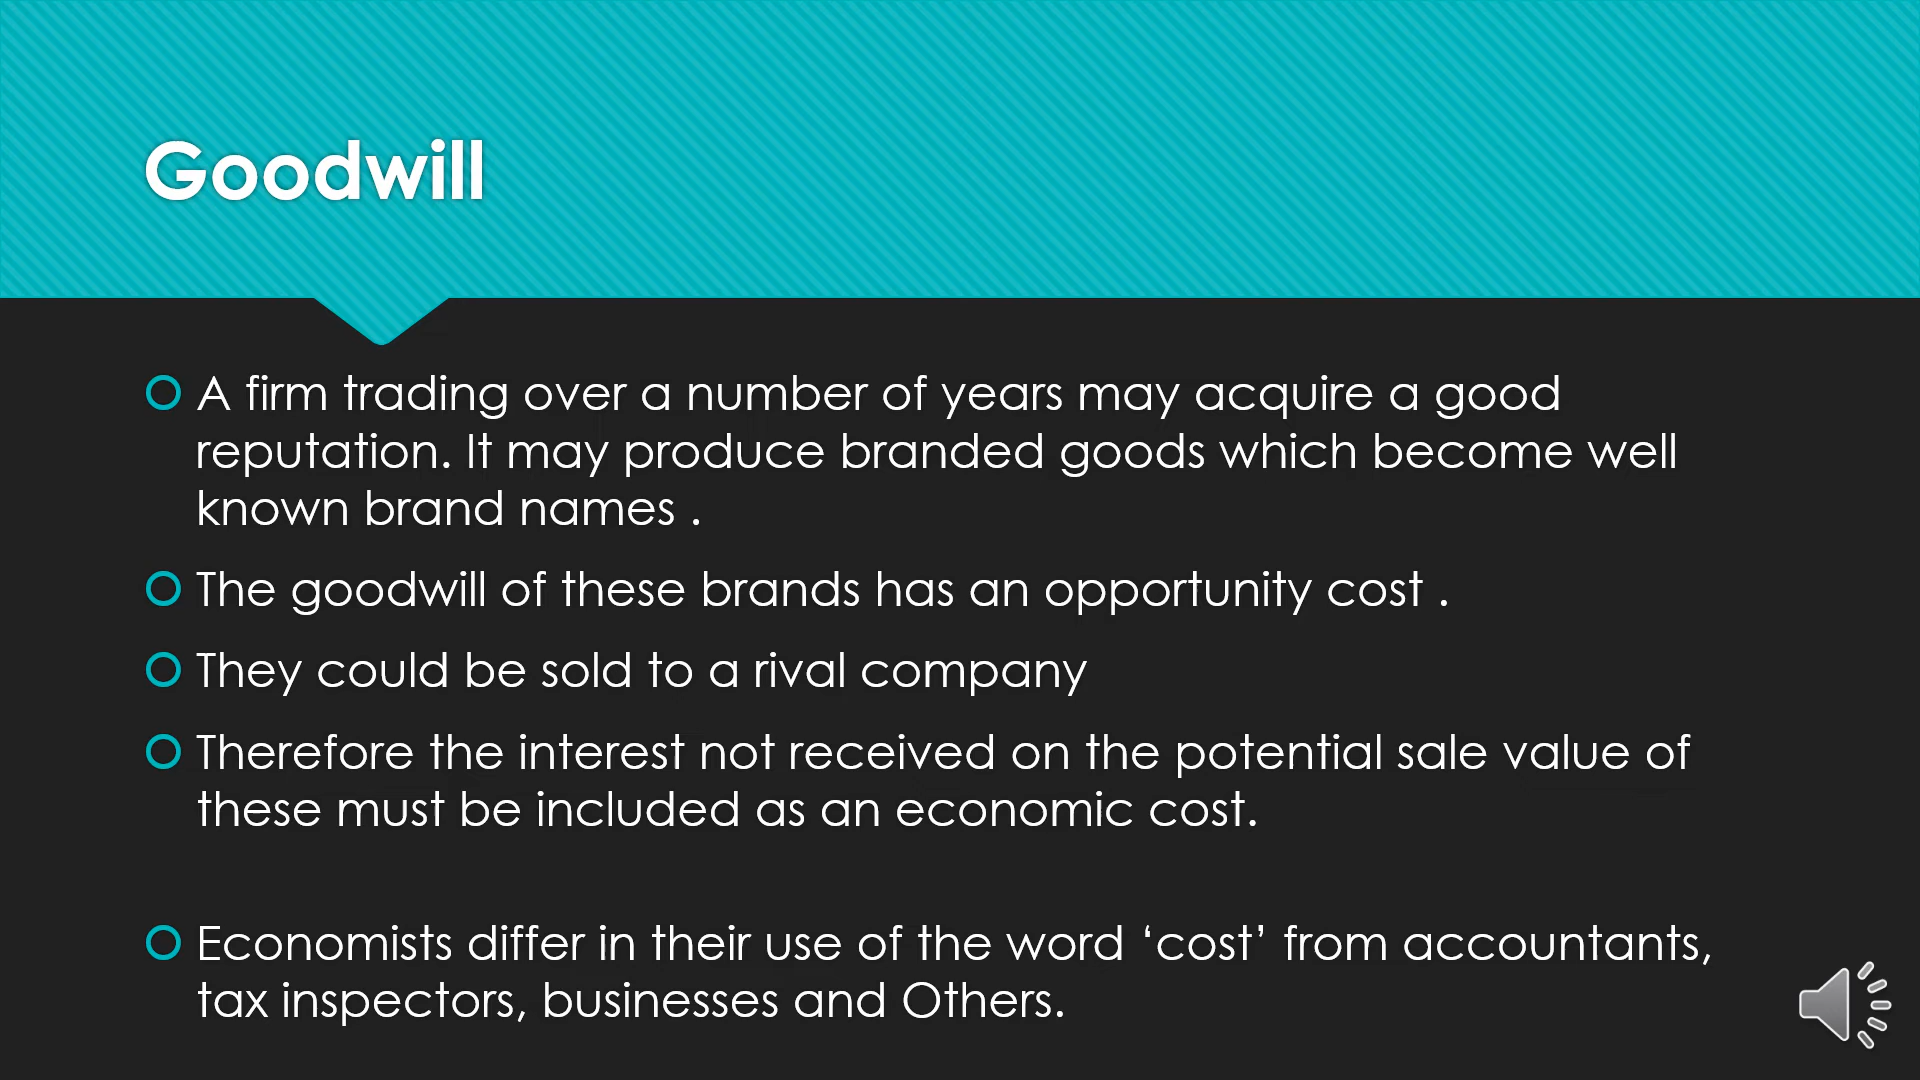 Goodwill
A firm trading over a number of years may acquire a good
reputation. It may produce branded goods which become well
known brand names .
The goodwill of these brands has an opportunity cost .
They could be sold to a rival company
Therefore the interest not received on the potential sale value of
these must be included as an economic cost.
Economists differ in their use of the word ‘cost’ from accountants,
tax inspectors, businesses and Others.